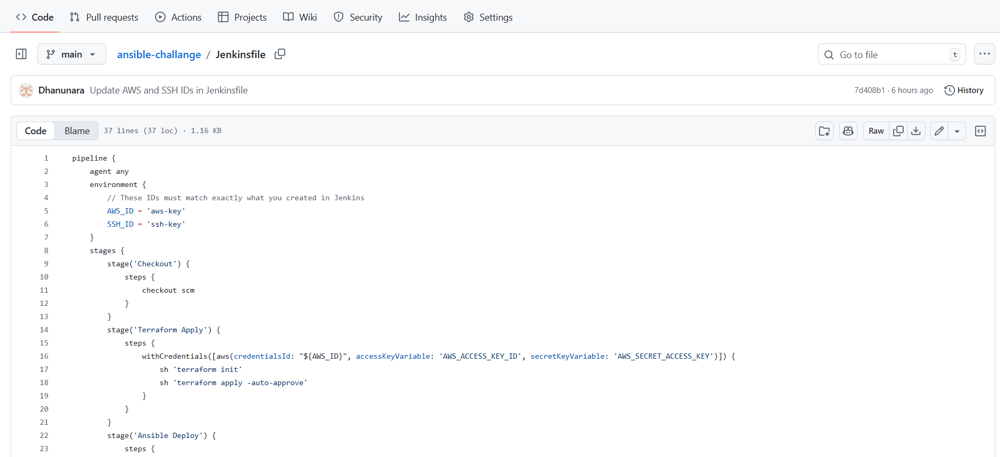 Code Pull requests Actions Projects Wiki Security Insights Settings
main ansible-challange / Jenkinsfile Go to file t
Dhanunara Update AWS and SSH IDs in Jenkinsfile 7d408b1 · 6 hours ago History
Code Blame 37 lines (37 loc) · 1.16 KB Raw
1 pipeline {
2     agent any
3     environment {
4         // These IDs must match exactly what you created in Jenkins
5         AWS_ID = 'aws-key'
6         SSH_ID = 'ssh-key'
7     }
8     stages {
9         stage('Checkout') {
10             steps {
11                 checkout scm
12             }
13         }
14         stage('Terraform Apply') {
15             steps {
16                 withCredentials([aws(credentialsId: "${AWS_ID}", accessKeyVariable: 'AWS_ACCESS_KEY_ID', secretKeyVariable: 'AWS_SECRET_ACCESS_KEY')]) {
17                     sh 'terraform init'
18                     sh 'terraform apply -auto-approve'
19                 }
20             }
21         }
22         stage('Ansible Deploy') {
23             steps {